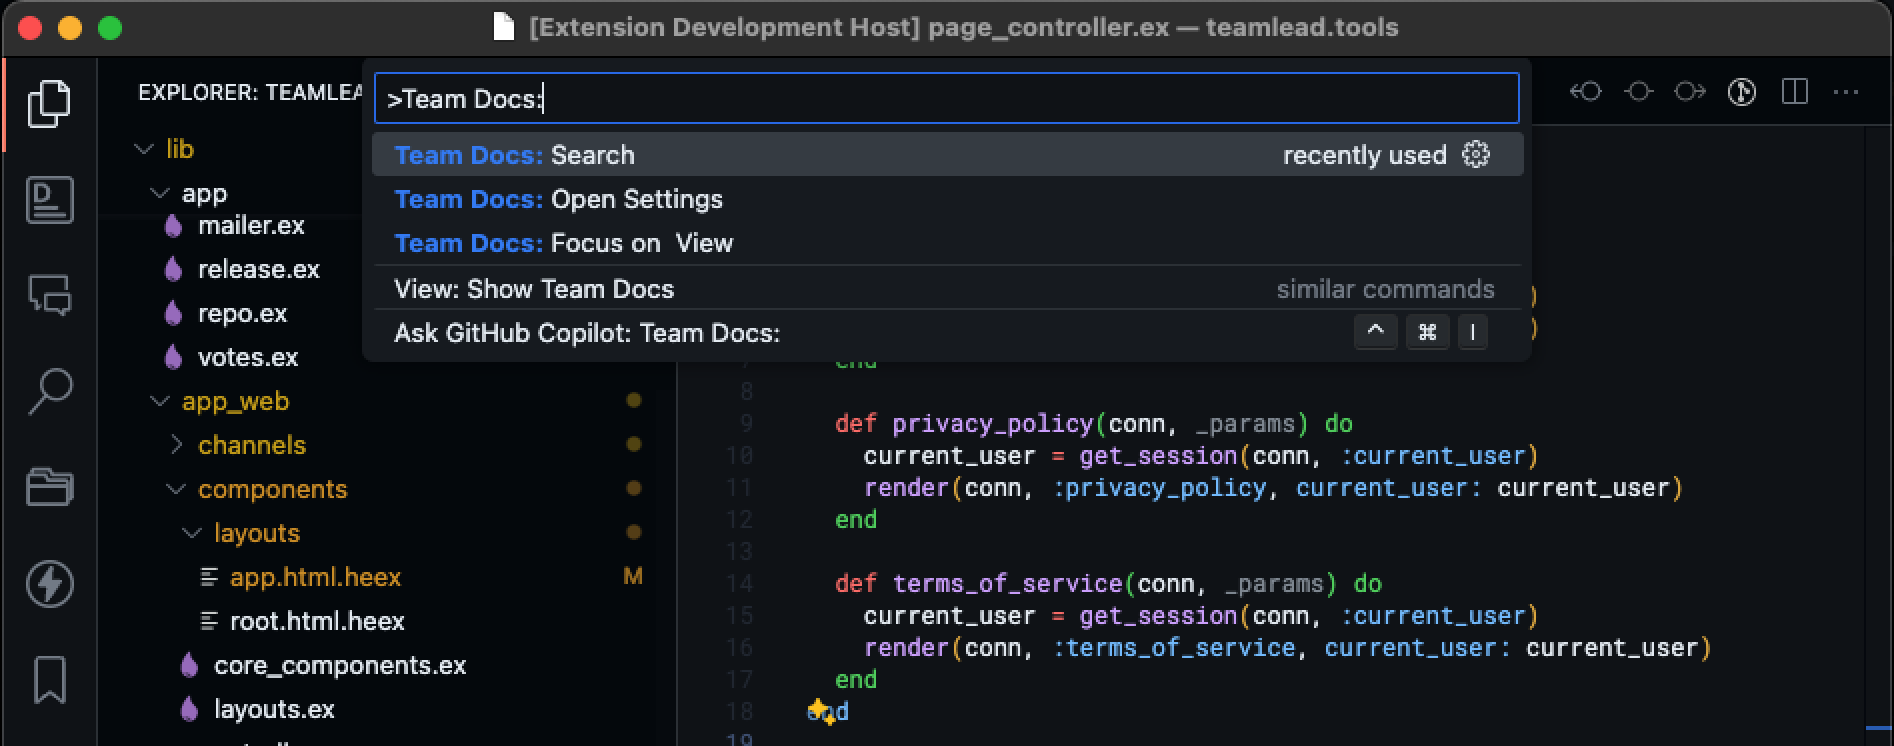 [Extension Development Host] page_controller.ex — teamlead.tools
EXPLORER: TEAMLEA
>Team Docs:
Team Docs: Search recently used
Team Docs: Open Settings
Team Docs: Focus on  View
View: Show Team Docs similar commands
Ask GitHub Copilot: Team Docs: ^ ⌘ I
lib
app
mailer.ex
release.ex
repo.ex
votes.ex
app_web
channels
components
layouts
app.html.heex M
root.html.heex
core_components.ex
layouts.ex
)
)
7 end
8
9 def privacy_policy(conn, _params) do
10 current_user = get_session(conn, :current_user)
11 render(conn, :privacy_policy, current_user: current_user)
12 end
13
14 def terms_of_service(conn, _params) do
15 current_user = get_session(conn, :current_user)
16 render(conn, :terms_of_service, current_user: current_user)
17 end
18 end
19